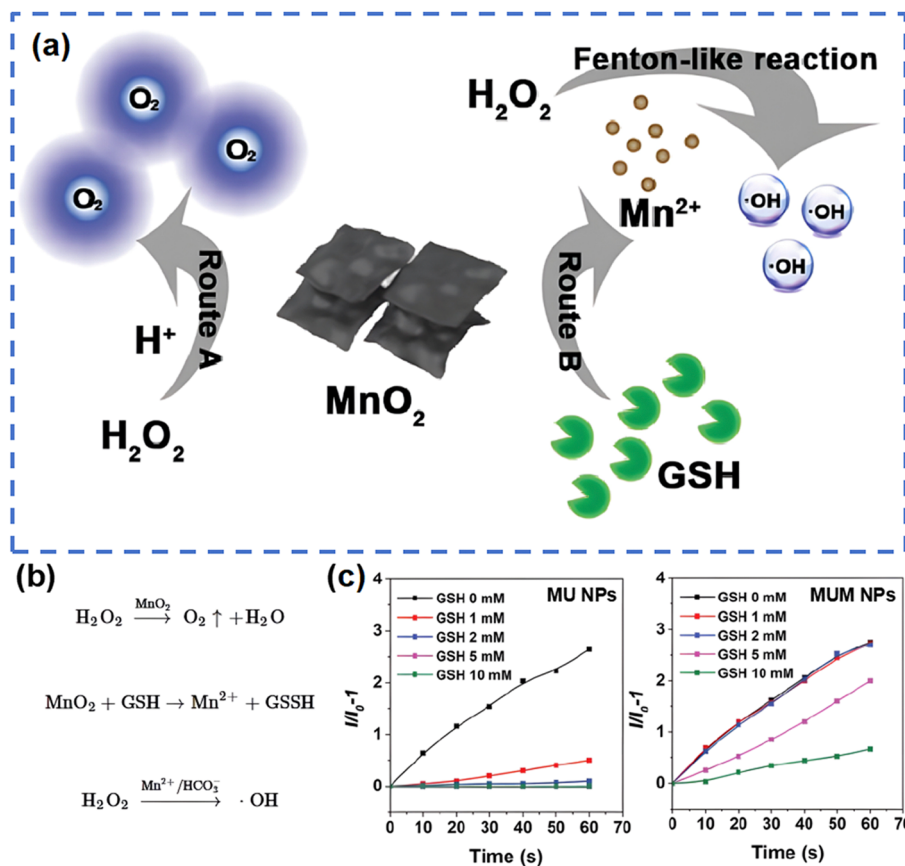 (a)
O₂
O₂
O₂
Route A
H⁺
H₂O₂
MnO₂
Fenton-like reaction
H₂O₂
Mn²⁺
·OH
·OH
·OH
Route B
GSH
(b)
H₂O₂ —MnO₂→ O₂ ↑ +H₂O
MnO₂ + GSH → Mn²⁺ + GSSH
H₂O₂ —Mn²⁺/HCO₃⁻→ · OH
(c)
MU NPs
GSH 0 mM
GSH 1 mM
GSH 2 mM
GSH 5 mM
GSH 10 mM
I/I₀-1
4
3
2
1
0
0 10 20 30 40 50 60 70
Time (s)
MUM NPs
GSH 0 mM
GSH 1 mM
GSH 2 mM
GSH 5 mM
GSH 10 mM
I/I₀-1
4
3
2
1
0
0 10 20 30 40 50 60 70
Time (s)